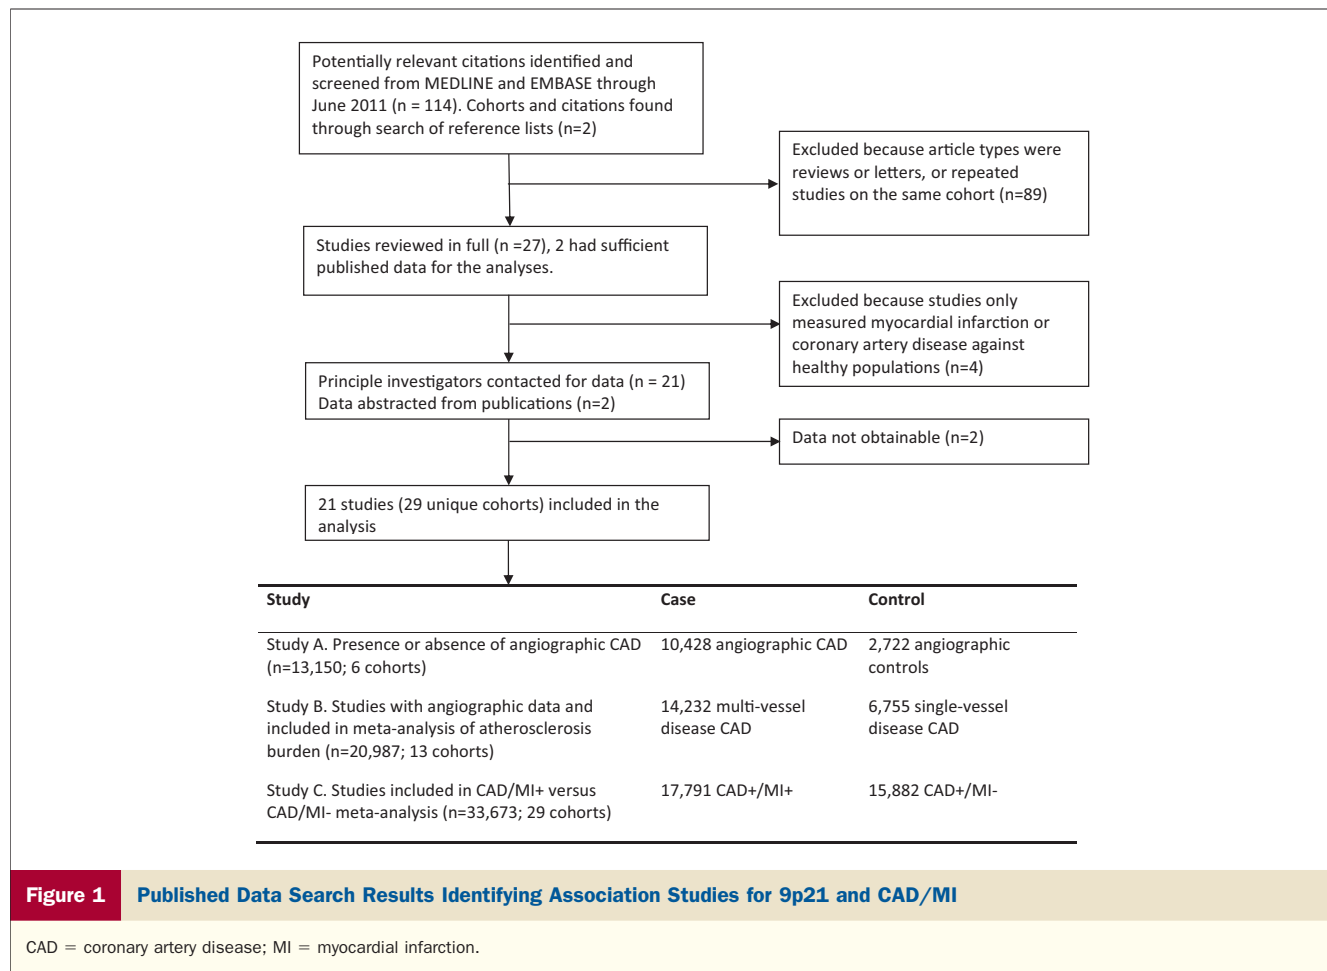 Potentially relevant citations identified and
screened from MEDLINE and EMBASE through
June 2011 (n = 114). Cohorts and citations found
through search of reference lists (n=2)
Excluded because article types were
reviews or letters, or repeated
studies on the same cohort (n=89)
Studies reviewed in full (n =27), 2 had sufficient
published data for the analyses.
Excluded because studies only
measured myocardial infarction or
coronary artery disease against
healthy populations (n=4)
Principle investigators contacted for data (n = 21)
Data abstracted from publications (n=2)
Data not obtainable (n=2)
21 studies (29 unique cohorts) included in the
analysis
Study Case Control
Study A. Presence or absence of angiographic CAD 10,428 angiographic CAD 2,722 angiographic
(n=13,150; 6 cohorts) controls
Study B. Studies with angiographic data and 14,232 multi-vessel 6,755 single-vessel
included in meta-analysis of atherosclerosis disease CAD disease CAD
burden (n=20,987; 13 cohorts)
Study C. Studies included in CAD/MI+ versus 17,791 CAD+/MI+ 15,882 CAD+/MI-
CAD/MI- meta-analysis (n=33,673; 29 cohorts)
Figure 1 Published Data Search Results Identifying Association Studies for 9p21 and CAD/MI
CAD = coronary artery disease; MI = myocardial infarction.